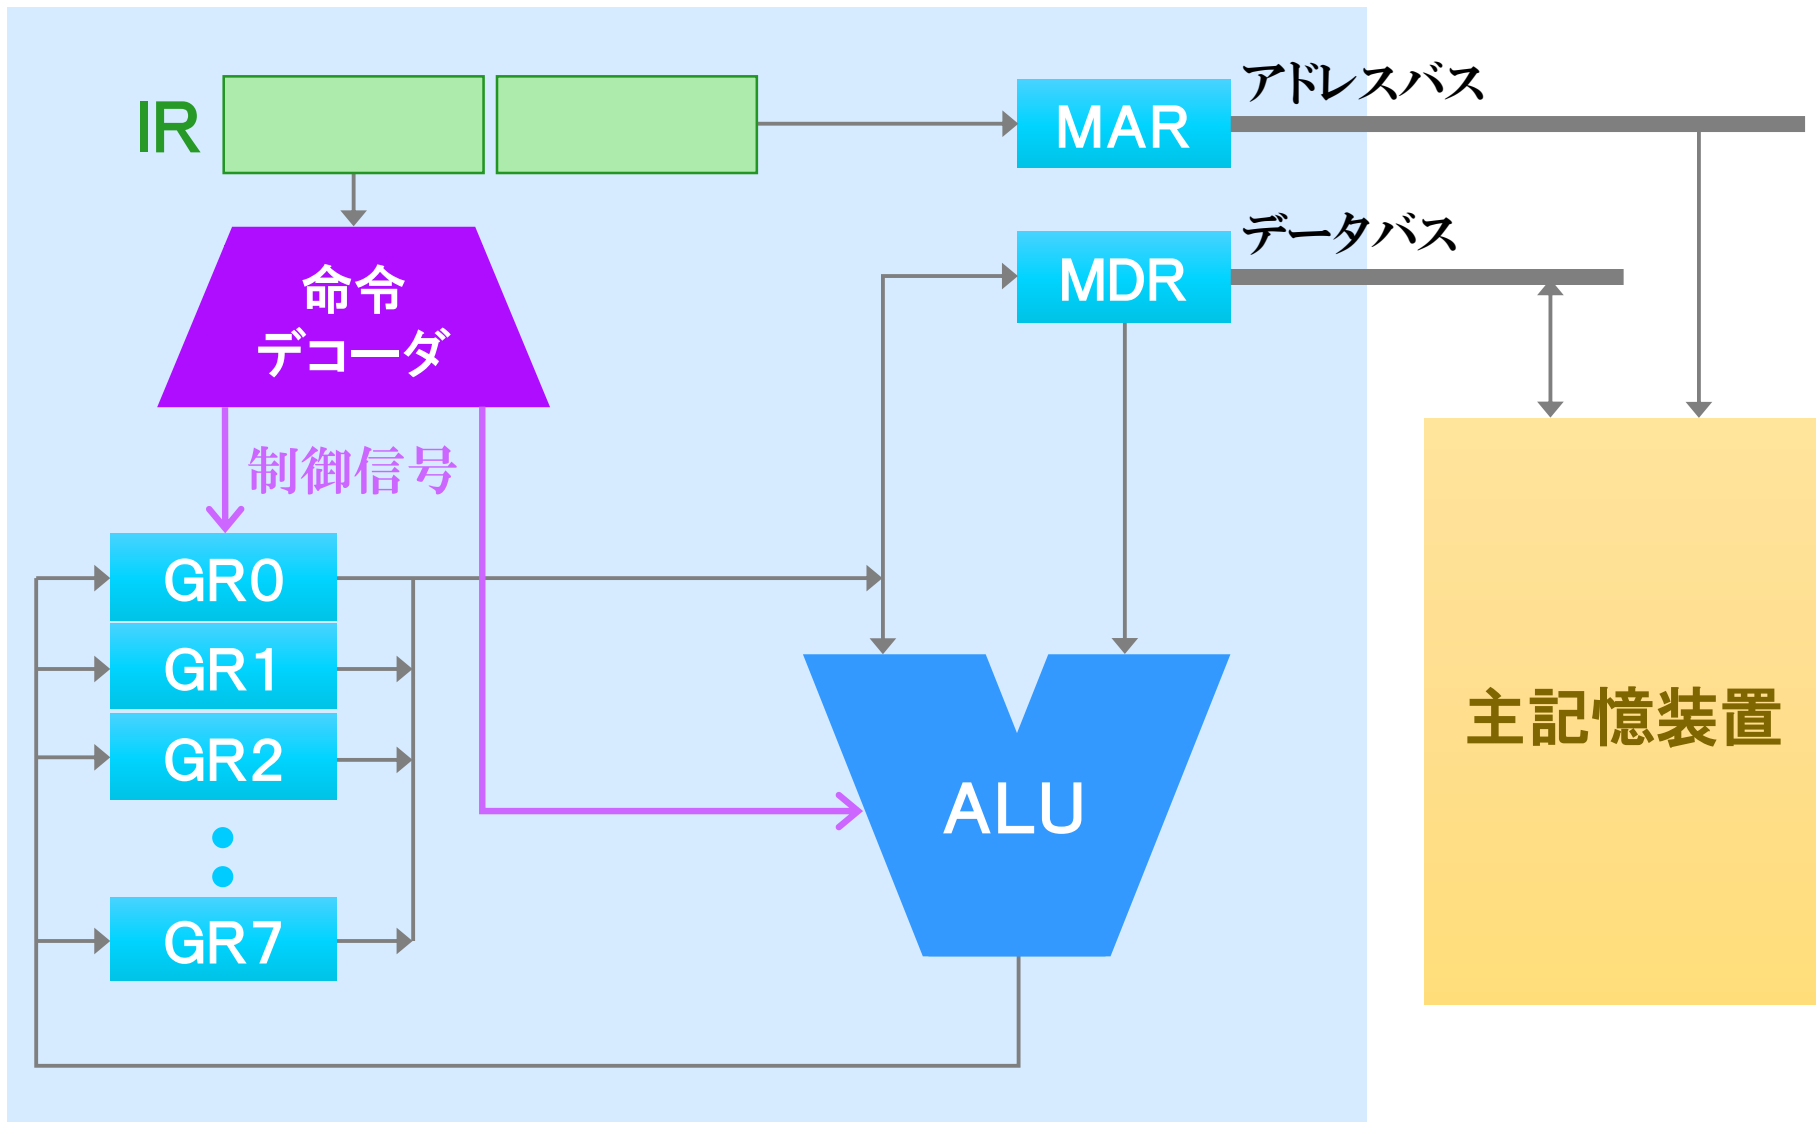 IR
MAR
アドレスバス
MDR
データバス
命令
デコーダ
制御信号
GR0
GR1
GR2
GR7
ALU
主記憶装置